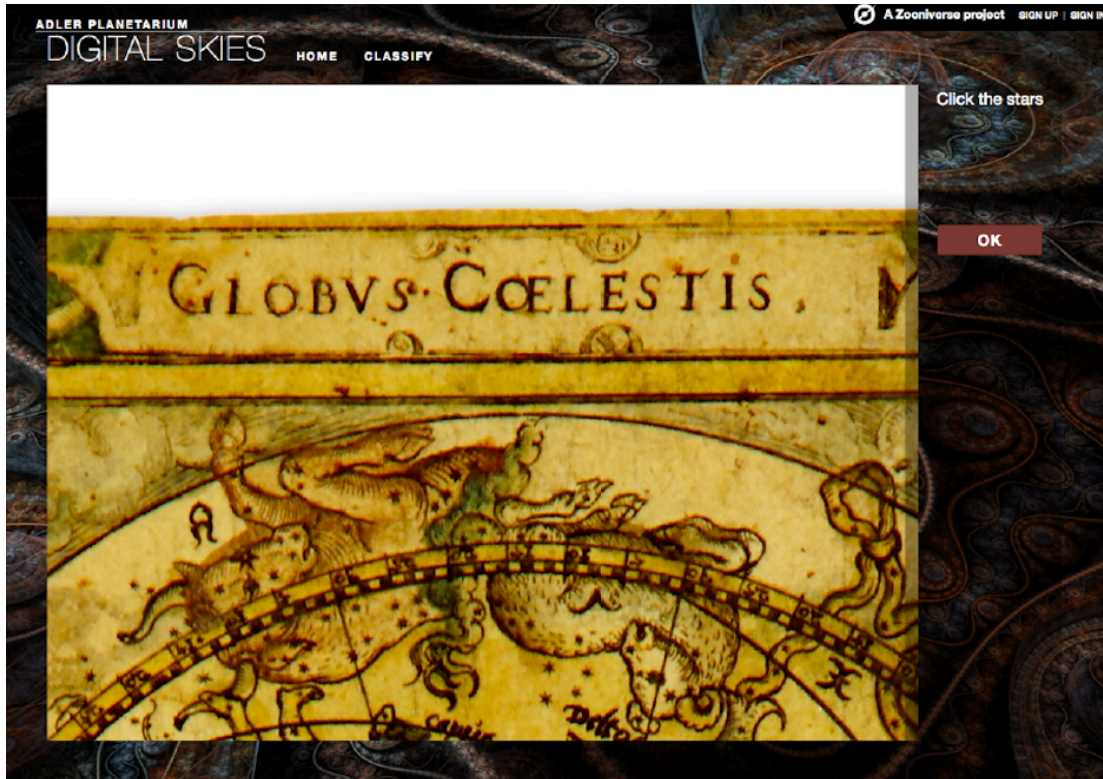 ADLER PLANETARIUM
DIGITAL SKIES HOME CLASSIFY
A Zooniverse project SIGN UP | SIGN IN
Click the stars
OK
GLOBVS· CŒLESTIS.